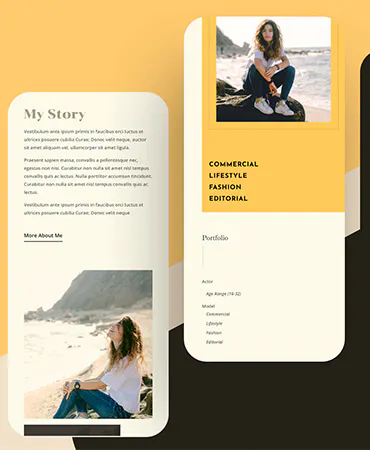 My Story
Vestibulum ante ipsum primis in faucibus orci luctus et
ultrices posuere cubilia Curae; Donec velit neque, auctor
sit amet aliquam vel, ullamcorper sit amet ligula.
Praesent sapien massa, convallis a pellentesque nec,
egestas non nisi. Curabitur non nulla sit amet nisl tempus
convallis quis ac lectus. Nulla porttitor accumsan tincidunt.
Curabitur non nulla sit amet nisl tempus convallis quis ac
lectus.
Vestibulum ante ipsum primis in faucibus orci luctus et
ultrices posuere cubilia Curae; Donec velit neque
More About Me
COMMERCIAL
LIFESTYLE
FASHION
EDITORIAL
Portfolio
Actor
Age Range (16-32)
Model
Commercial
Lifestyle
Fashion
Editorial